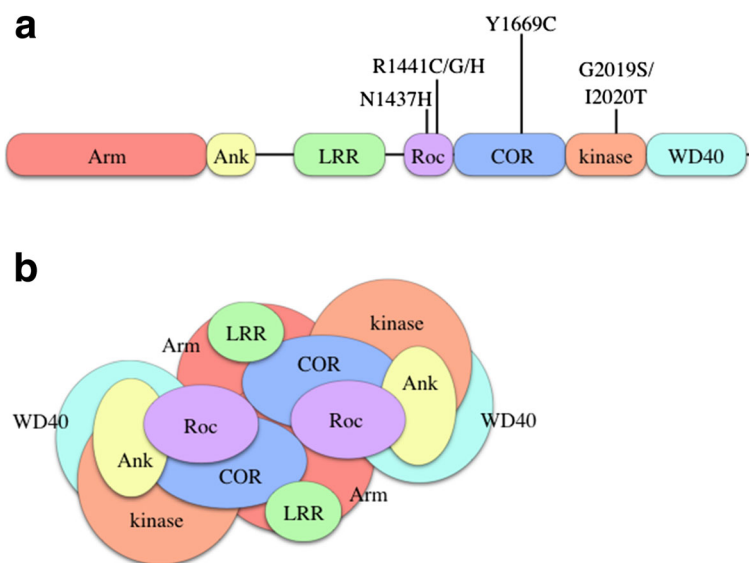 a
Y1669C
R1441C/G/H
G2019S/
N1437H
I2020T
Arm Ank LRR Roc COR kinase WD40
b
kinase
LRR
Arm
COR
Ank
WD40 Roc Roc WD40
Ank
COR
Arm
LRR
kinase